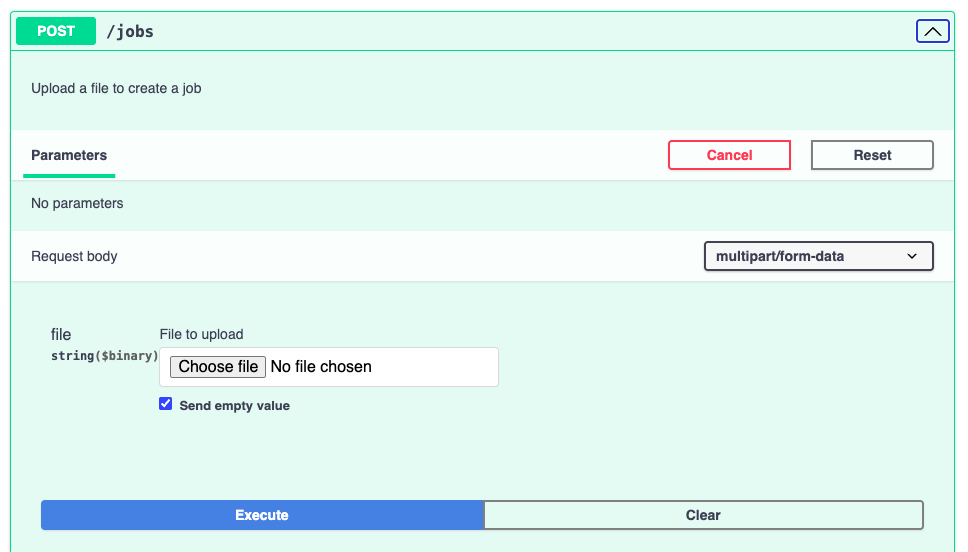 POST /jobs
Upload a file to create a job
Parameters Cancel Reset
No parameters
Request body multipart/form-data
file File to upload
string($binary) Choose file No file chosen
Send empty value
Execute Clear